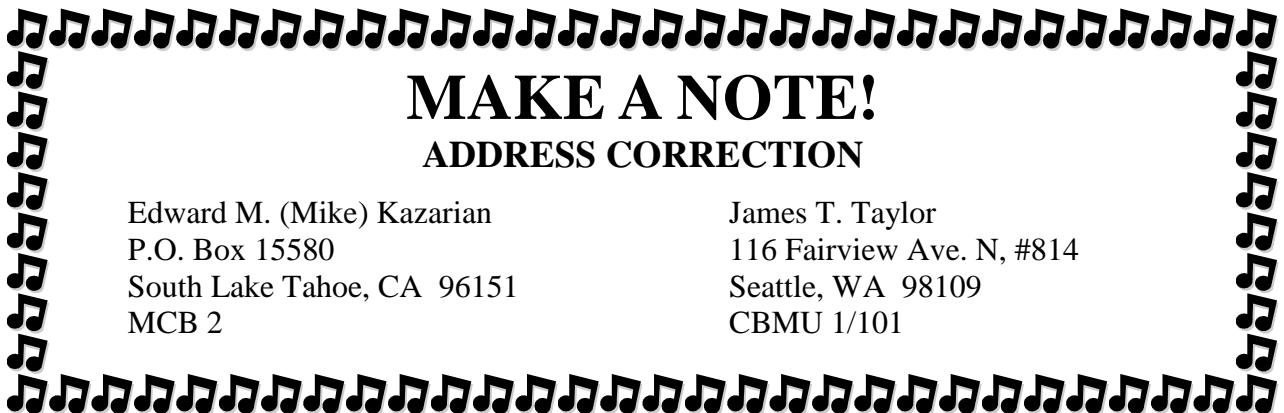 MAKE A NOTE!
ADDRESS CORRECTION
Edward M. (Mike) Kazarian
P.O. Box 15580
South Lake Tahoe, CA  96151
MCB 2
James T. Taylor
116 Fairview Ave. N, #814
Seattle, WA  98109
CBMU 1/101